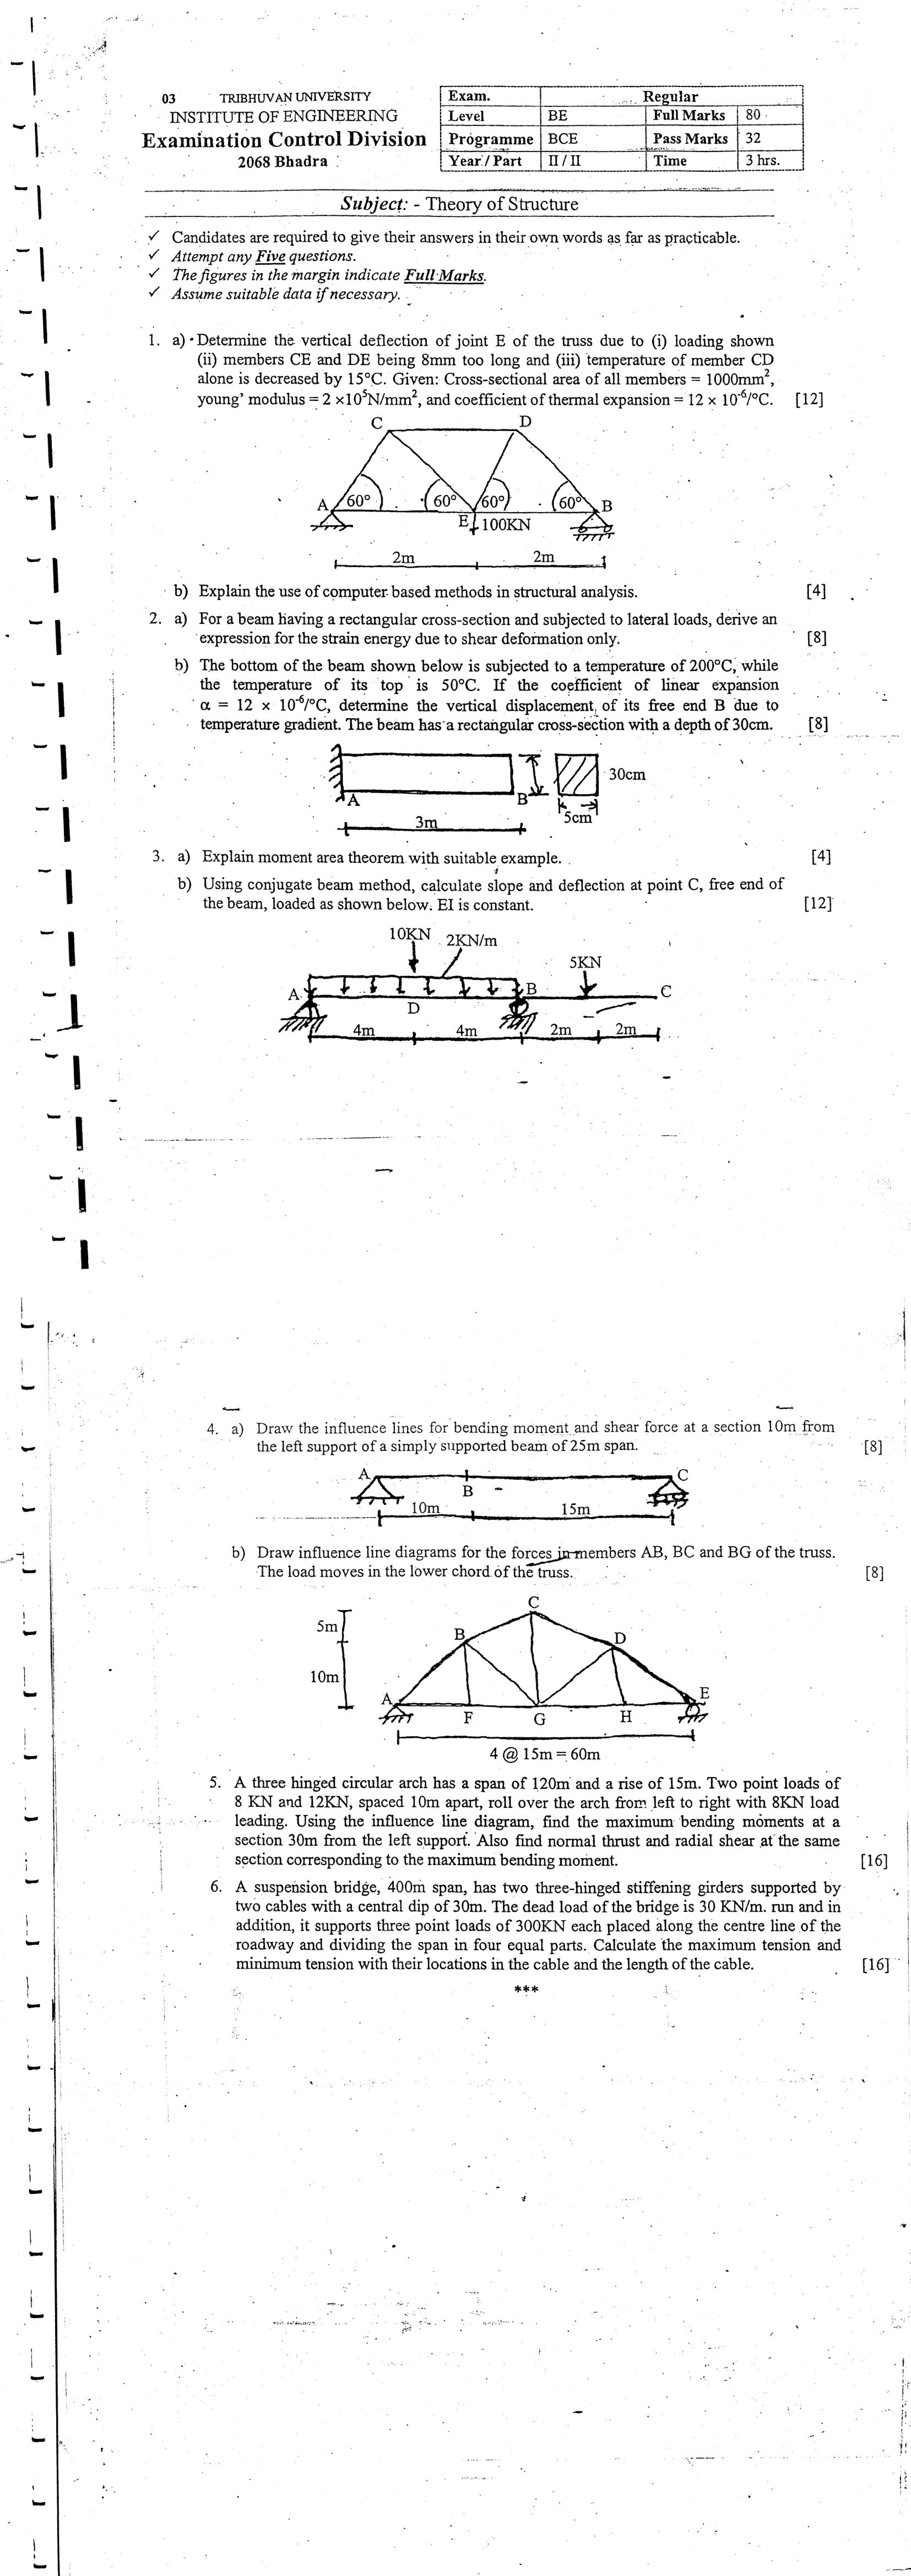 03 TRIBHUVAN UNIVERSITY
INSTITUTE OF ENGINEERING
Examination Control Division
2068 Bhadra
Exam. Regular
Level BE Full Marks 80
Programme BCE Pass Marks 32
Year / Part II / II Time 3 hrs.
Subject: - Theory of Structure
✓ Candidates are required to give their answers in their own words as far as practicable.
✓ Attempt any Five questions.
✓ The figures in the margin indicate Full Marks.
✓ Assume suitable data if necessary.
1. a) Determine the vertical deflection of joint E of the truss due to (i) loading shown
(ii) members CE and DE being 8mm too long and (iii) temperature of member CD
alone is decreased by 15°C. Given: Cross-sectional area of all members = 1000mm²,
young' modulus = 2 ×10⁵N/mm², and coefficient of thermal expansion = 12 × 10⁻⁶/°C. [12]
C D
A 60° 60° 60° 60° B
E 100KN
2m 2m
b) Explain the use of computer based methods in structural analysis. [4]
2. a) For a beam having a rectangular cross-section and subjected to lateral loads, derive an
expression for the strain energy due to shear deformation only. [8]
b) The bottom of the beam shown below is subjected to a temperature of 200°C, while
the temperature of its top is 50°C. If the coefficient of linear expansion
α = 12 × 10⁻⁶/°C, determine the vertical displacement of its free end B due to
temperature gradient. The beam has a rectangular cross-section with a depth of 30cm. [8]
30cm
A B
5cm
3m
3. a) Explain moment area theorem with suitable example. [4]
b) Using conjugate beam method, calculate slope and deflection at point C, free end of
the beam, loaded as shown below. EI is constant. [12]
10KN 2KN/m
5KN
A B C
D
4m 4m 2m 2m
4. a) Draw the influence lines for bending moment and shear force at a section 10m from
the left support of a simply supported beam of 25m span. [8]
A C
B
10m 15m
b) Draw influence line diagrams for the forces in members AB, BC and BG of the truss.
The load moves in the lower chord of the truss. [8]
C
5m
B D
10m
A E
F G H
4 @ 15m = 60m
5. A three hinged circular arch has a span of 120m and a rise of 15m. Two point loads of
8 KN and 12KN, spaced 10m apart, roll over the arch from left to right with 8KN load
leading. Using the influence line diagram, find the maximum bending moments at a
section 30m from the left support. Also find normal thrust and radial shear at the same
section corresponding to the maximum bending moment. [16]
6. A suspension bridge, 400m span, has two three-hinged stiffening girders supported by
two cables with a central dip of 30m. The dead load of the bridge is 30 KN/m. run and in
addition, it supports three point loads of 300KN each placed along the centre line of the
roadway and dividing the span in four equal parts. Calculate the maximum tension and
minimum tension with their locations in the cable and the length of the cable. [16]
***